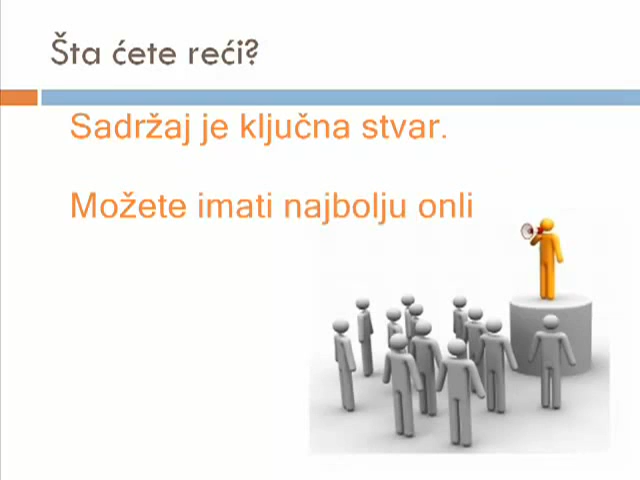 Šta ćete reći?
Sadržaj je ključna stvar.
Možete imati najbolju onli